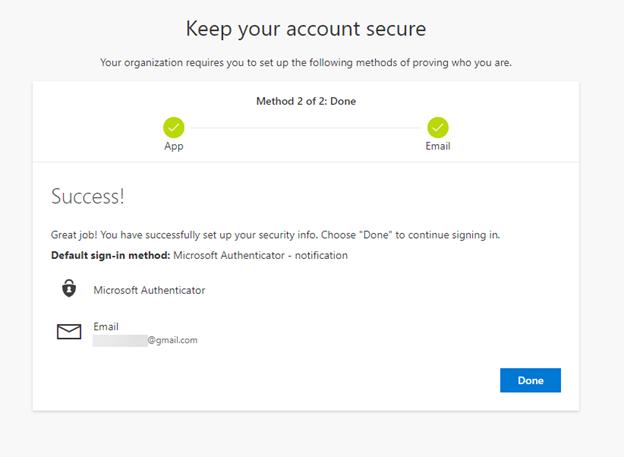 Keep your account secure
Your organization requires you to set up the following methods of proving who you are.
Method 2 of 2: Done
App
Email
Success!
Great job! You have successfully set up your security info. Choose "Done" to continue signing in.
Default sign-in method: Microsoft Authenticator - notification
Microsoft Authenticator
Email
@gmail.com
Done